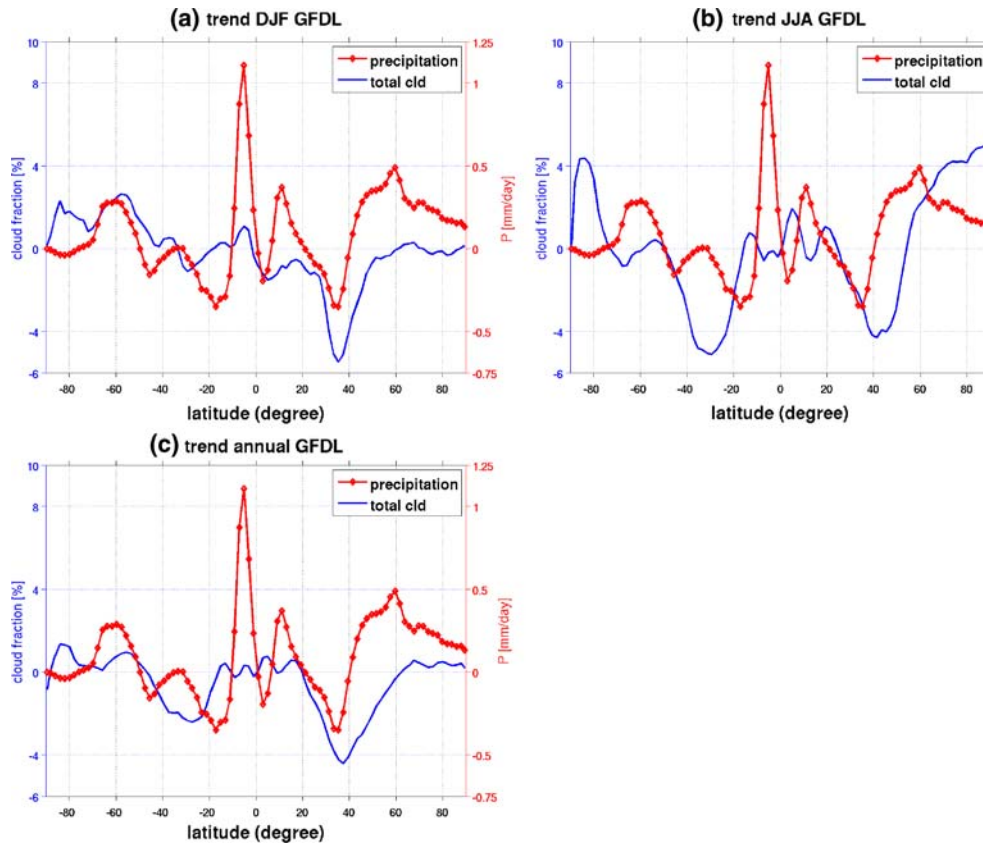 (a) trend DJF GFDL
precipitation
total cld
10
8
4
0
-4
-6
cloud fraction [%]
1.25
1
0.5
0
-0.5
-0.75
P [mm/day]
-80 -60 -40 -20 0 20 40 60 80
latitude (degree)
(b) trend JJA GFDL
precipitation
total cld
10
8
4
0
-4
-6
cloud fraction [%]
-80 -60 -40 -20 0 20 40 60 80
latitude (degree)
(c) trend annual GFDL
precipitation
total cld
10
8
4
0
-4
-6
cloud fraction [%]
1.25
1
0.5
0
-0.5
-0.75
P [mm/day]
-80 -60 -40 -20 0 20 40 60 80
latitude (degree)